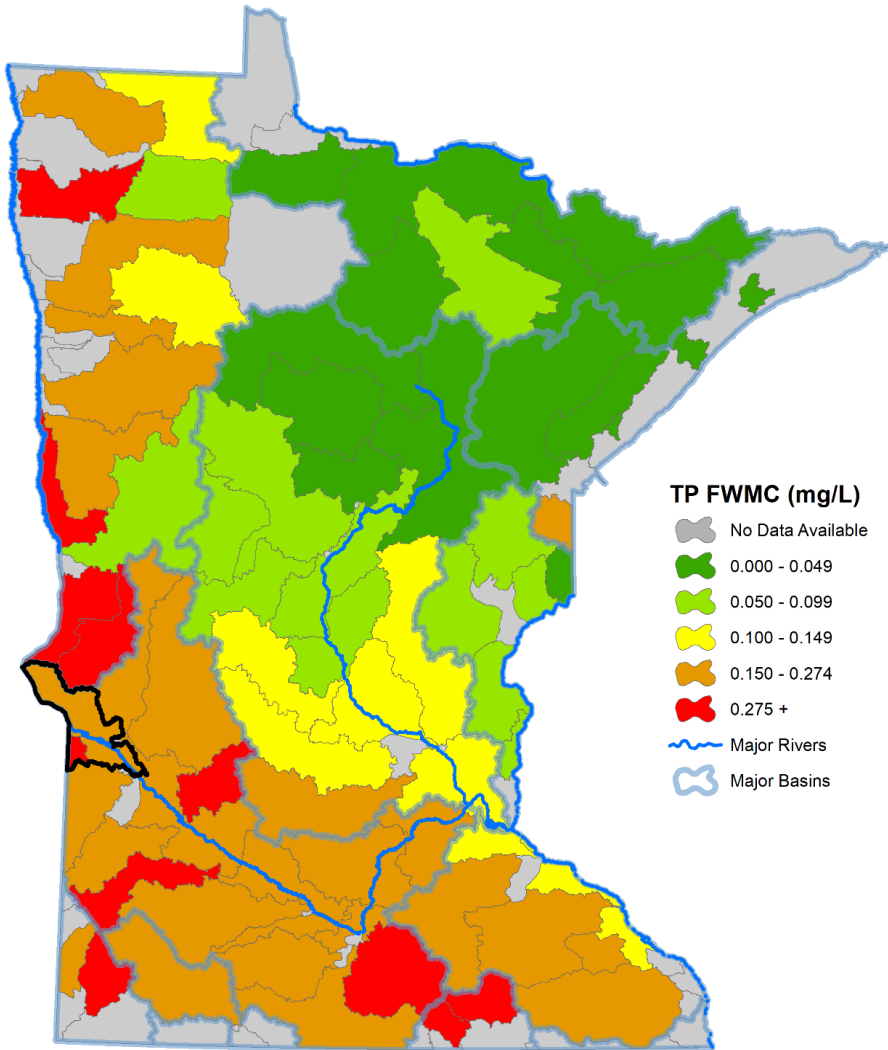 TP FWMC (mg/L)
No Data Available
0.000 - 0.049
0.050 - 0.099
0.100 - 0.149
0.150 - 0.274
0.275 +
Major Rivers
Major Basins